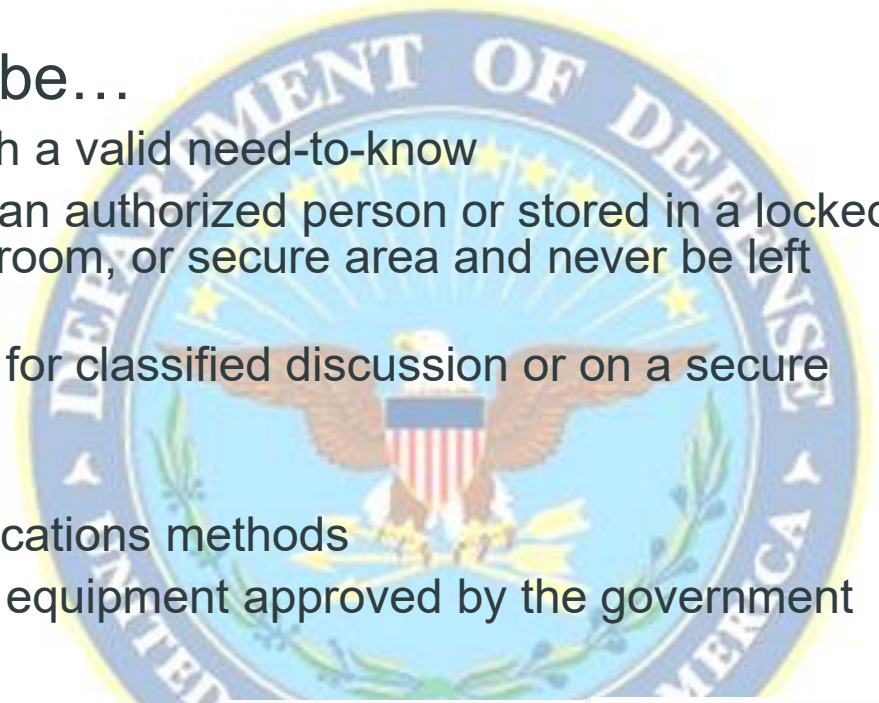 be…
h a valid need-to-know
an authorized person or stored in a locked
room, or secure area and never be left
for classified discussion or on a secure
cations methods
equipment approved by the government
DEPARTMENT OF DEFENSE
UNITED
AMERICA